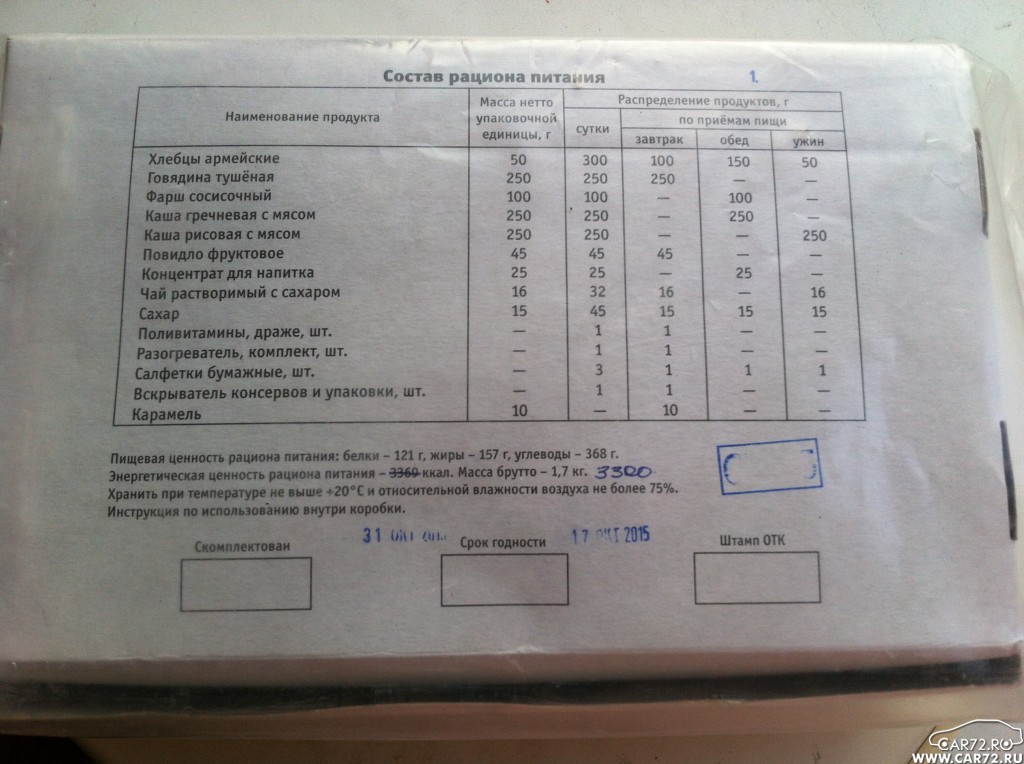 Состав рациона питания 1.
Наименование продукта Масса нетто упаковочной единицы, г Распределение продуктов, г
сутки по приёмам пищи
завтрак обед ужин
Хлебцы армейские 50 300 100 150 50
Говядина тушёная 250 250 250 — —
Фарш сосисочный 100 100 — 100 —
Каша гречневая с мясом 250 250 — 250 —
Каша рисовая с мясом 250 250 — — 250
Повидло фруктовое 45 45 45 — —
Концентрат для напитка 25 25 — 25 —
Чай растворимый с сахаром 16 32 16 — 16
Сахар 15 45 15 15 15
Поливитамины, драже, шт. — 1 1 — —
Разогреватель, комплект, шт. — 1 1 — —
Салфетки бумажные, шт. — 3 1 1 1
Вскрыватель консервов и упаковки, шт. — 1 1 — —
Карамель 10 — 10 — —
Пищевая ценность рациона питания: белки – 121 г, жиры – 157 г, углеводы – 368 г.
Энергетическая ценность рациона питания – 3360 ккал. Масса брутто – 1,7 кг. 3300
Хранить при температуре не выше +20°С и относительной влажности воздуха не более 75%.
Инструкция по использованию внутри коробки.
31 ОКТ 17 ОКТ 2015
Скомплектован Срок годности Штамп ОТК
CAR72.RU
WWW.CAR72.RU